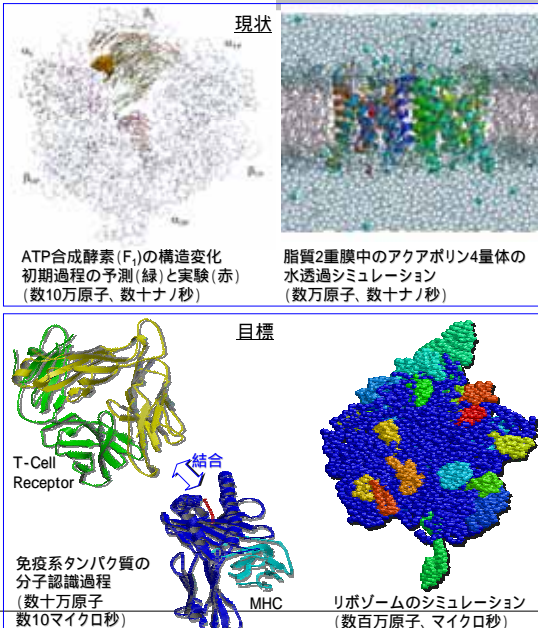 現状
ATP合成酵素(F₁)の構造変化
初期過程の予測(緑)と実験(赤)
(数10万原子、数十ナノ秒)
脂質2重膜中のアクアポリン4量体の
水透過シミュレーション
(数万原子、数十ナノ秒)
目標
T-Cell
Receptor
結合
免疫系タンパク質の
分子認識過程
(数十万原子
数10マイクロ秒)
MHC
リボゾームのシミュレーション
(数百万原子、マイクロ秒)